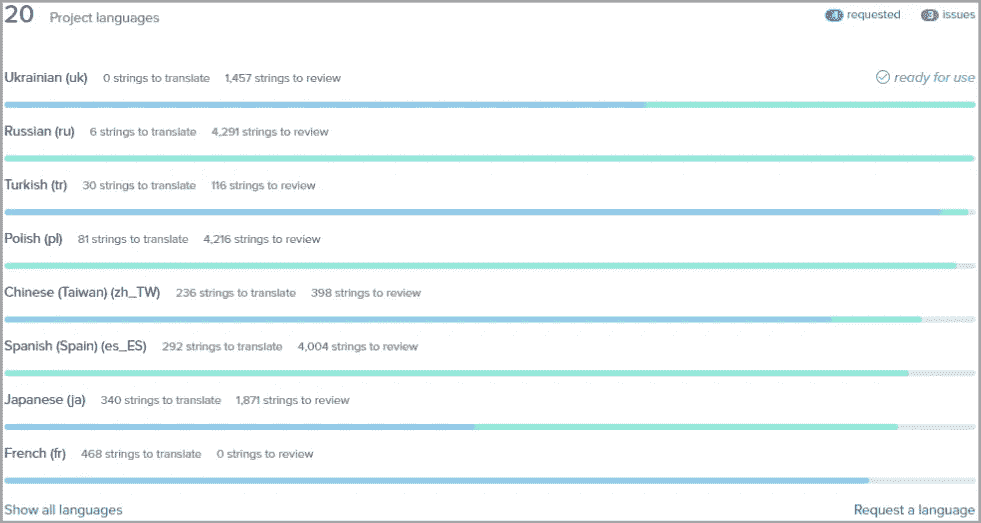 20 Project languages requested issues
Ukrainian (uk) 0 strings to translate 1,457 strings to review ready for use
Russian (ru) 6 strings to translate 4,291 strings to review
Turkish (tr) 30 strings to translate 116 strings to review
Polish (pl) 81 strings to translate 4,216 strings to review
Chinese (Taiwan) (zh_TW) 236 strings to translate 398 strings to review
Spanish (Spain) (es_ES) 292 strings to translate 4,004 strings to review
Japanese (ja) 340 strings to translate 1,871 strings to review
French (fr) 468 strings to translate 0 strings to review
Show all languages Request a language